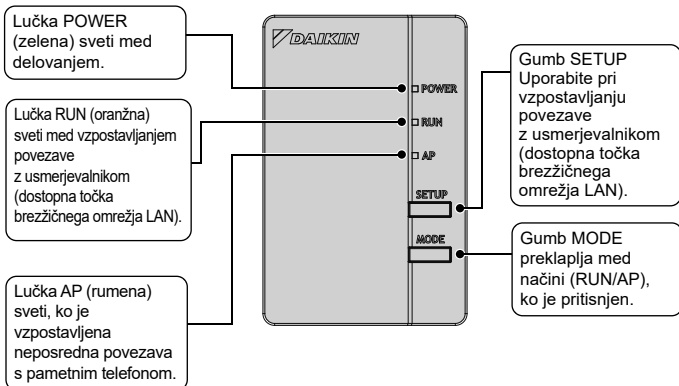 Lučka POWER
(zelena) sveti med
delovanjem.
Lučka RUN (oranžna)
sveti med vzpostavljanjem
povezave
z usmerjevalnikom
(dostopna točka
brezžičnega omrežja LAN).
Lučka AP (rumena)
sveti, ko je
vzpostavljena
neposredna povezava
s pametnim telefonom.
DAIKIN
POWER
RUN
AP
SETUP
MODE
Gumb SETUP
Uporabite pri
vzpostavljanju
povezave
z usmerjevalnikom
(dostopna točka
brezžičnega
omrežja LAN).
Gumb MODE
preklaplja med
načini (RUN/AP),
ko je pritisnjen.